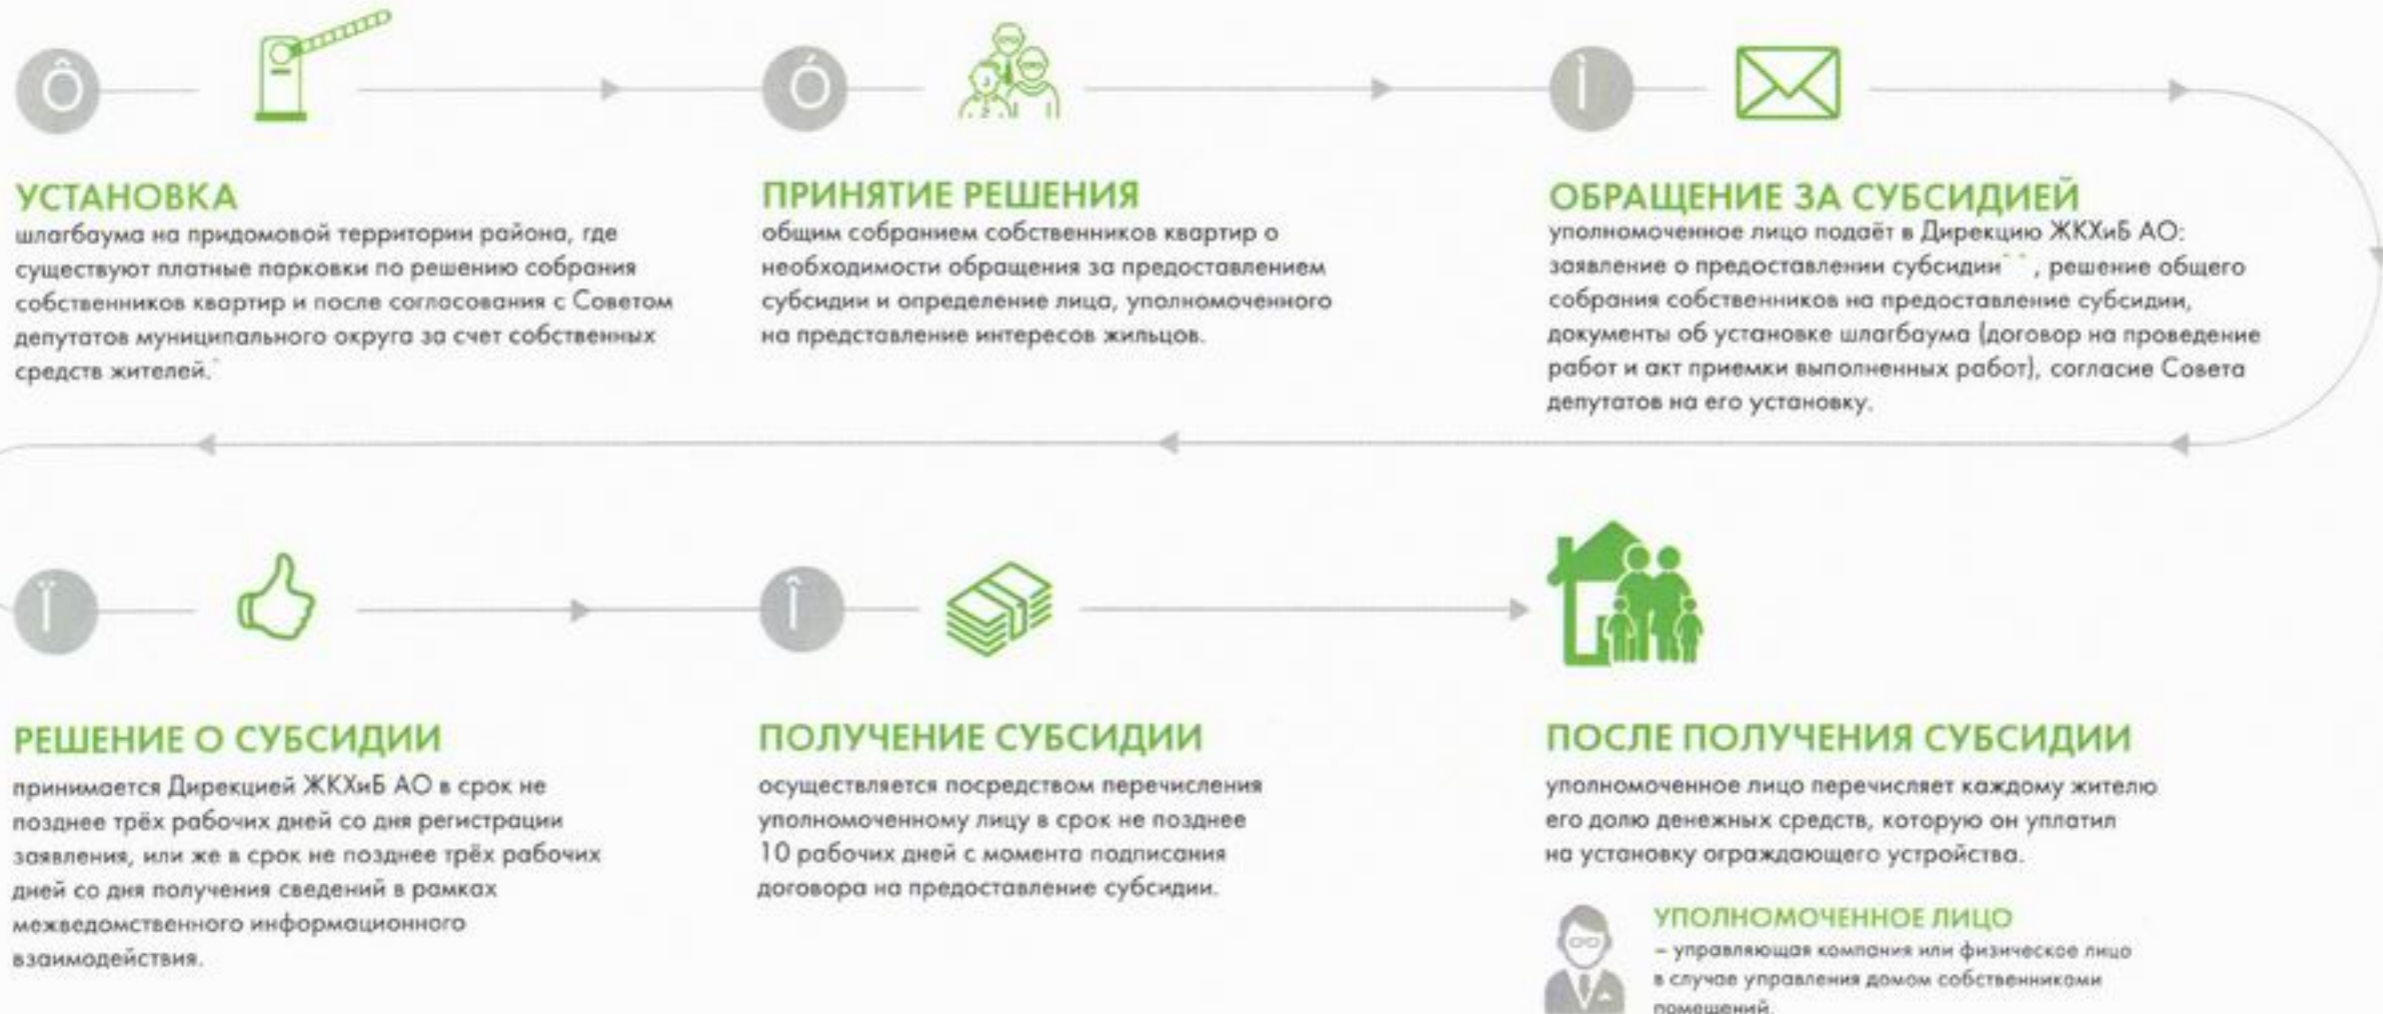 Ô
УСТАНОВКА
шлагбаума на придомовой территории района, где
существуют платные парковки по решению собрания
собственников квартир и после согласования с Советом
депутатов муниципального округа за счет собственных
средств жителей.ˆ
Ó
ПРИНЯТИЕ РЕШЕНИЯ
общим собранием собственников квартир о
необходимости обращения за предоставлением
субсидии и определение лица, уполномоченного
на представление интересов жильцов.
Ì
ОБРАЩЕНИЕ ЗА СУБСИДИЕЙ
уполномоченное лицо подаёт в Дирекцию ЖКХиБ АО:
заявление о предоставлении субсидииˆ ˆ , решение общего
собрания собственников на предоставление субсидии,
документы об установке шлагбаума (договор на проведение
работ и акт приемки выполненных работ), согласие Совета
депутатов на его установку.
Ï
РЕШЕНИЕ О СУБСИДИИ
принимается Дирекцией ЖКХиБ АО в срок не
позднее трёх рабочих дней со дня регистрации
заявления, или же в срок не позднее трёх рабочих
дней со дня получения сведений в рамках
межведомственного информационного
взаимодействия.
Î
ПОЛУЧЕНИЕ СУБСИДИИ
осуществляется посредством перечисления
уполномоченному лицу в срок не позднее
10 рабочих дней с момента подписания
договора на предоставление субсидии.
ПОСЛЕ ПОЛУЧЕНИЯ СУБСИДИИ
уполномоченное лицо перечисляет каждому жителю
его долю денежных средств, которую он уплатил
на установку ограждающего устройства.
УПОЛНОМОЧЕННОЕ ЛИЦО
– управляющая компания или физическое лицо
в случае управления домом собственниками
помещений.